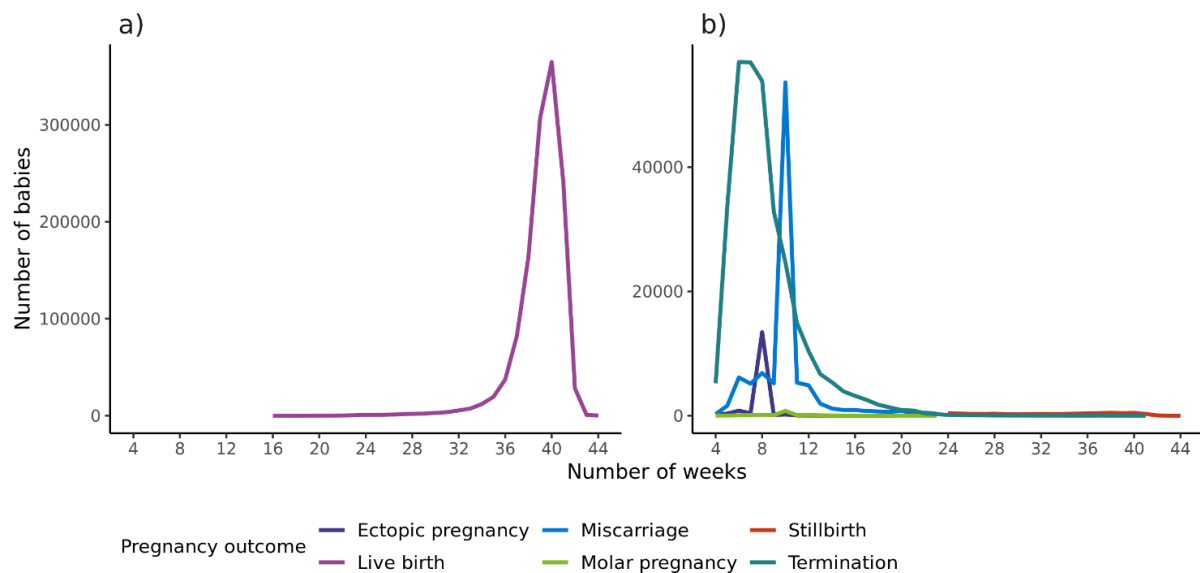 a)
b)
Number of babies
300000
200000
100000
0
40000
20000
0
4 8 12 16 20 24 28 32 36 40 44
4 8 12 16 20 24 28 32 36 40 44
Number of weeks
Pregnancy outcome
Ectopic pregnancy
Miscarriage
Stillbirth
Live birth
Molar pregnancy
Termination